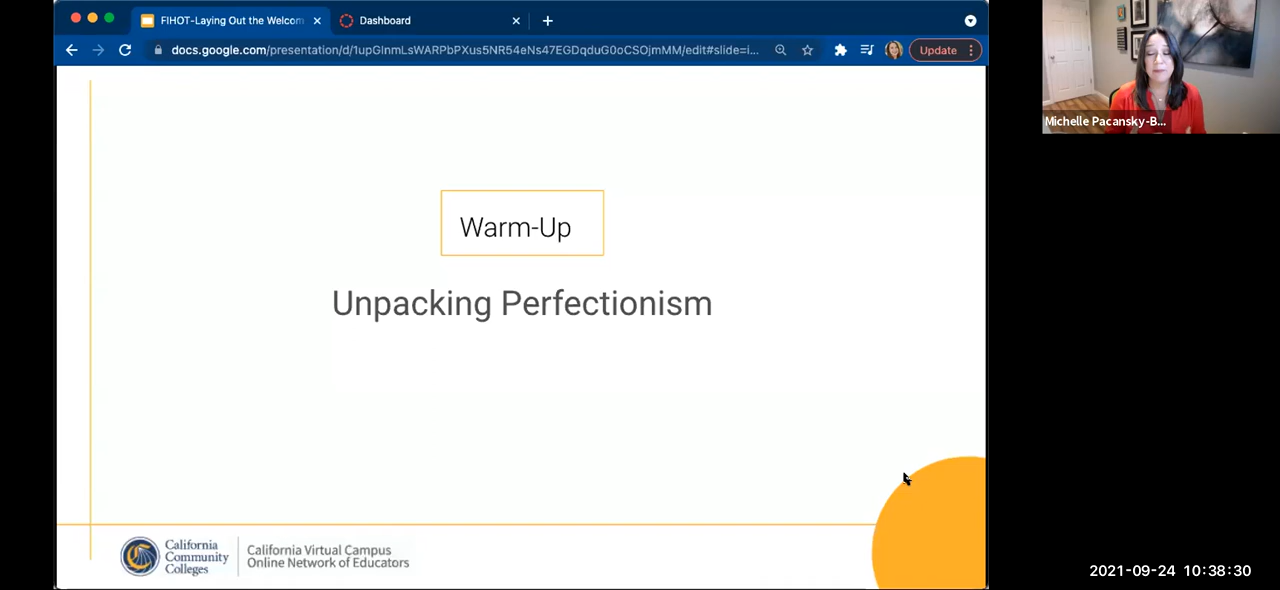 FIHOT-Laying Out the Welcom
Dashboard
docs.google.com/presentation/d/1upGlnmLsWARPbPXus5NR54eNs47EGDqduG0oCSOjmMM/edit#slide=i...
Update
Michelle Pacansky-B...
Warm-Up
Unpacking Perfectionism
California
Community
Colleges
California Virtual Campus
Online Network of Educators
2021-09-24 10:38:30